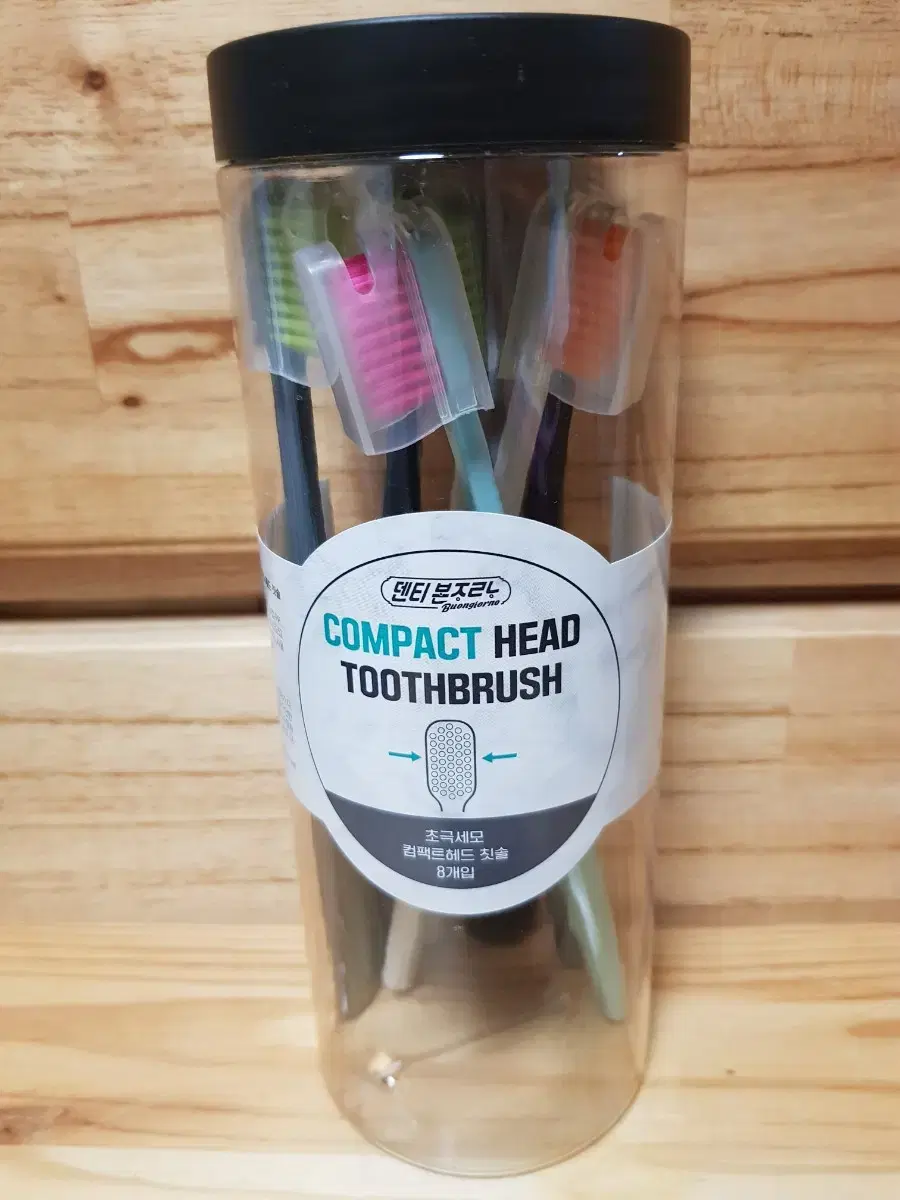 덴티 본조르노
Buongiorno!
COMPACT HEAD
TOOTHBRUSH
초극세모
컴팩트헤드 칫솔
8개입